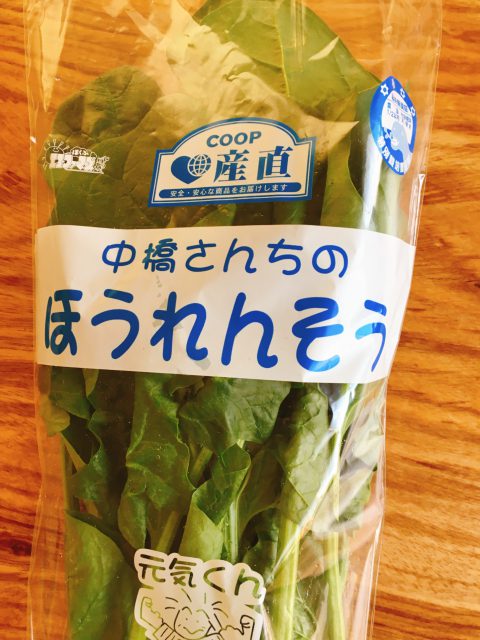 COOP
産直
安全・安心な商品をお届けします
中橋さんちの
ほうれんそう
元気くん